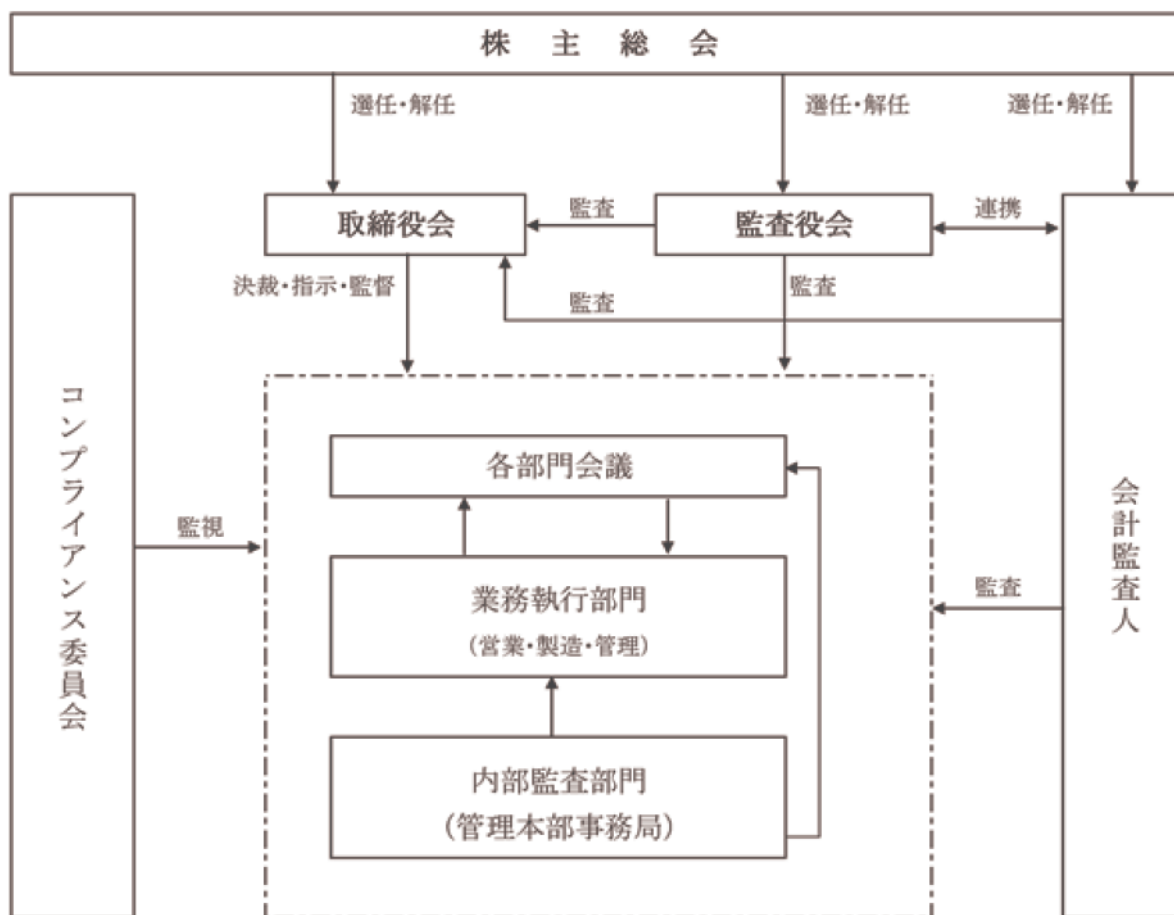 株主総会
選任・解任
選任・解任
選任・解任
取締役会
監査
監査役会
連携
決裁・指示・監督
監査
監査
コンプライアンス委員会
各部門会議
監視
業務執行部門
(営業・製造・管理)
監査
会計監査人
内部監査部門
(管理本部事務局)